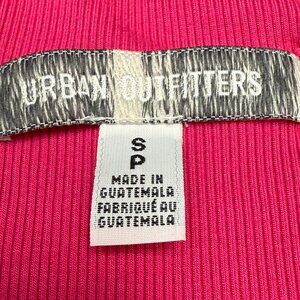 URBAN OUTFITTERS
S
P
MADE IN
GUATEMALA
FABRIQUÉ AU
GUATEMALA